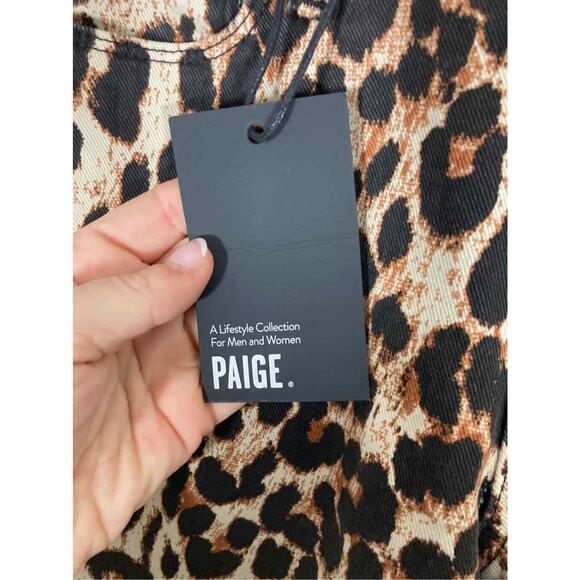 A Lifestyle Collection
For Men and Women
PAIGE®